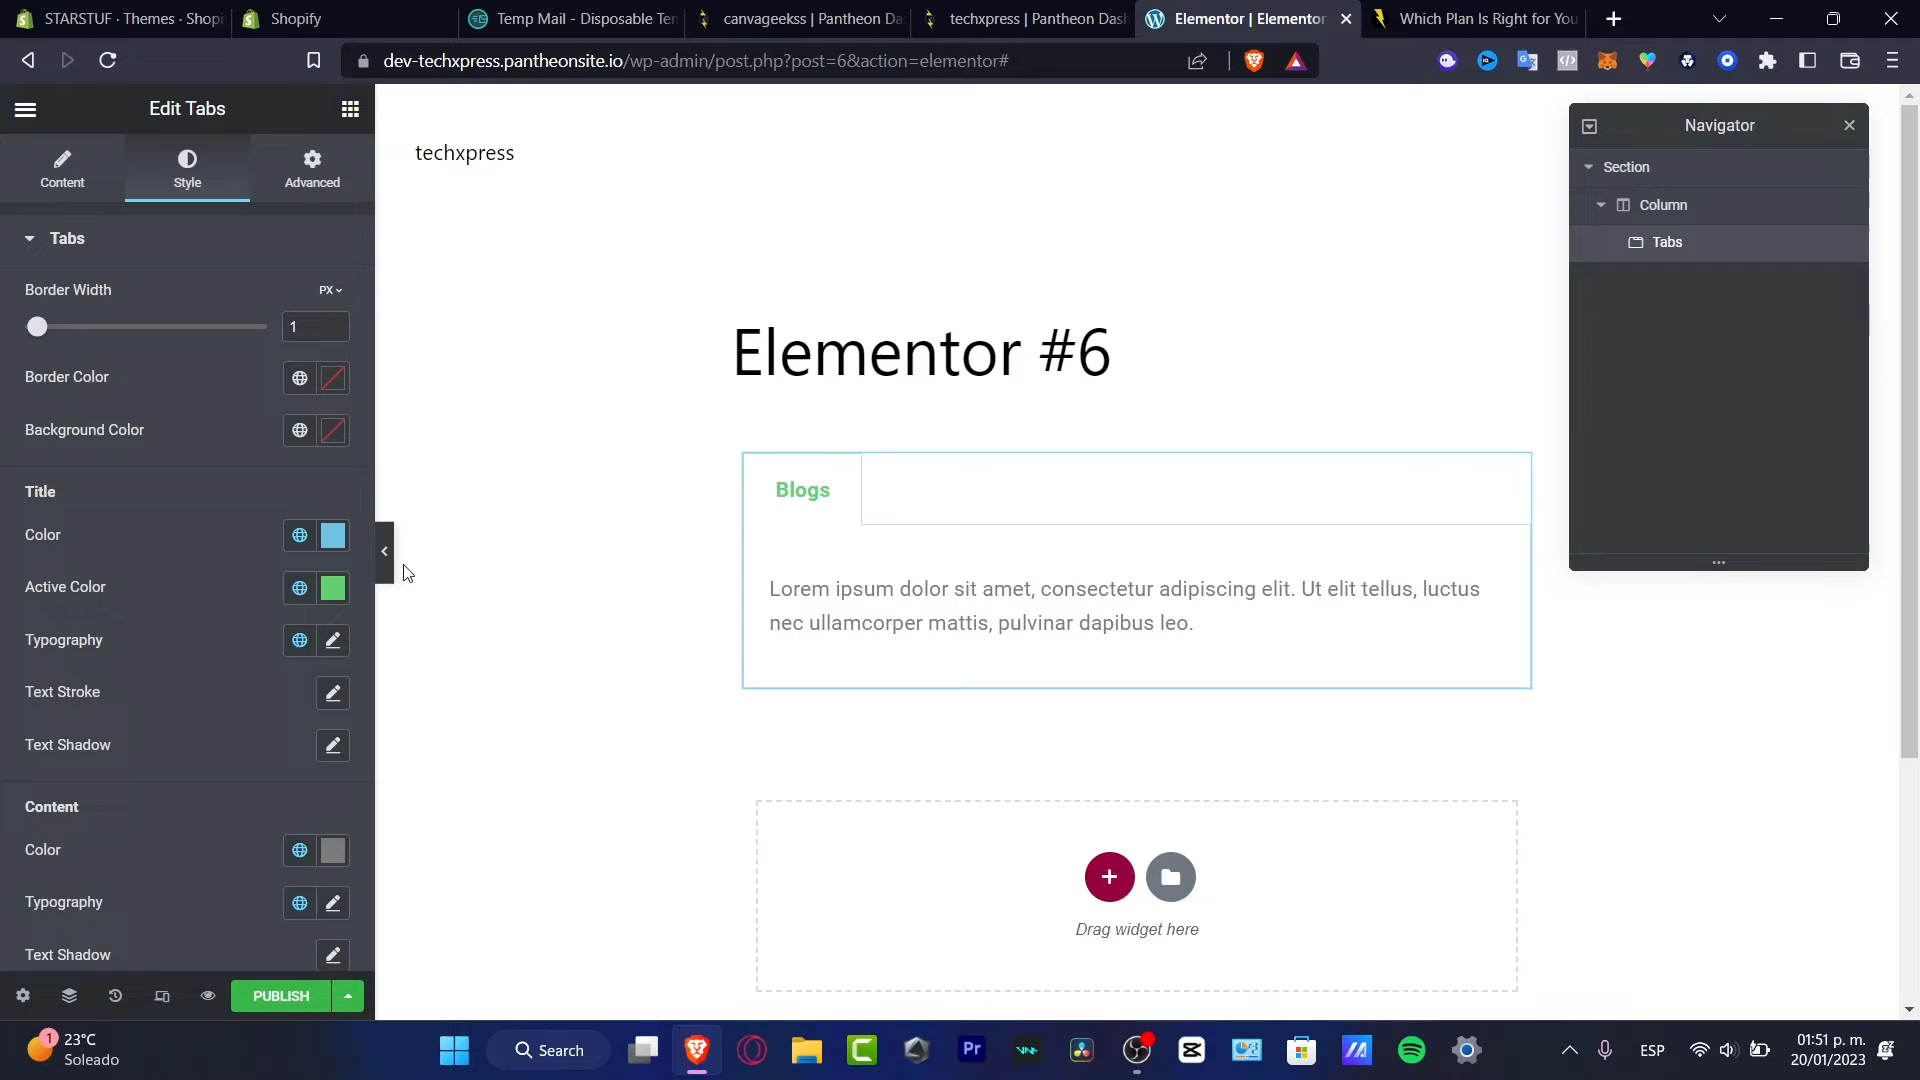 STARSTUF · Themes · Shopi
Shopify
Temp Mail - Disposable Ten
canvageekss | Pantheon Da
techxpress | Pantheon Dash
Elementor | Elementor
Which Plan Is Right for You
dev-techxpress.pantheonsite.io/wp-admin/post.php?post=6&action=elementor#
Edit Tabs
Content
Style
Advanced
Tabs
Border Width
PX
1
Border Color
Background Color
Title
Color
Active Color
Typography
Text Stroke
Text Shadow
Content
Color
Typography
Text Shadow
PUBLISH
techxpress
Elementor #6
Blogs
Lorem ipsum dolor sit amet, consectetur adipiscing elit. Ut elit tellus, luctus
nec ullamcorper mattis, pulvinar dapibus leo.
Drag widget here
Navigator
Section
Column
Tabs
1
23°C
Soleado
Search
Pr
ESP
01:51 p. m.
20/01/2023